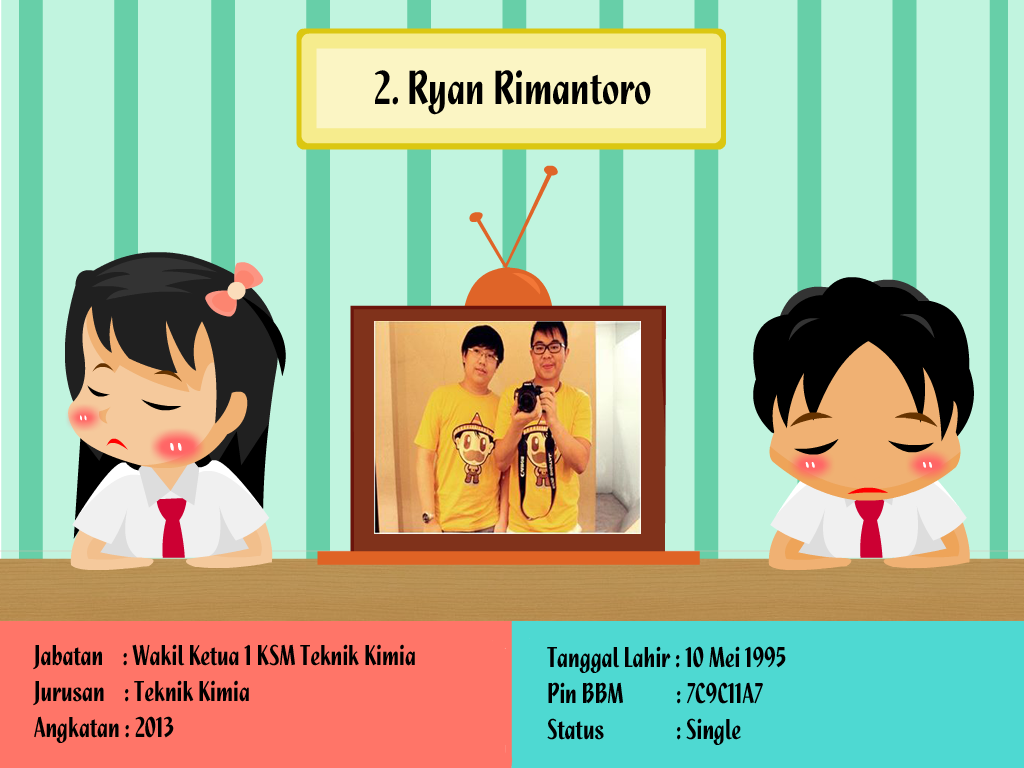 2. Ryan Rimantoro
Jabatan : Wakil Ketua 1 KSM Teknik Kimia
Jurusan : Teknik Kimia
Angkatan : 2013
Tanggal Lahir : 10 Mei 1995
Pin BBM : 7C9C11A7
Status : Single